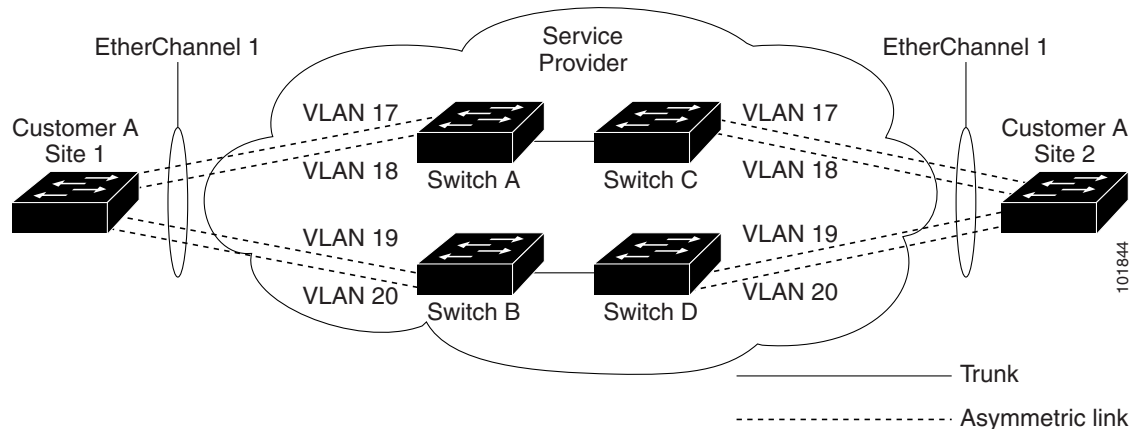 EtherChannel 1
Service
Provider
EtherChannel 1
Customer A
Site 1
VLAN 17
VLAN 18
Switch A
Switch C
VLAN 17
VLAN 18
Customer A
Site 2
VLAN 19
VLAN 20
Switch B
Switch D
VLAN 19
VLAN 20
101844
Trunk
Asymmetric link